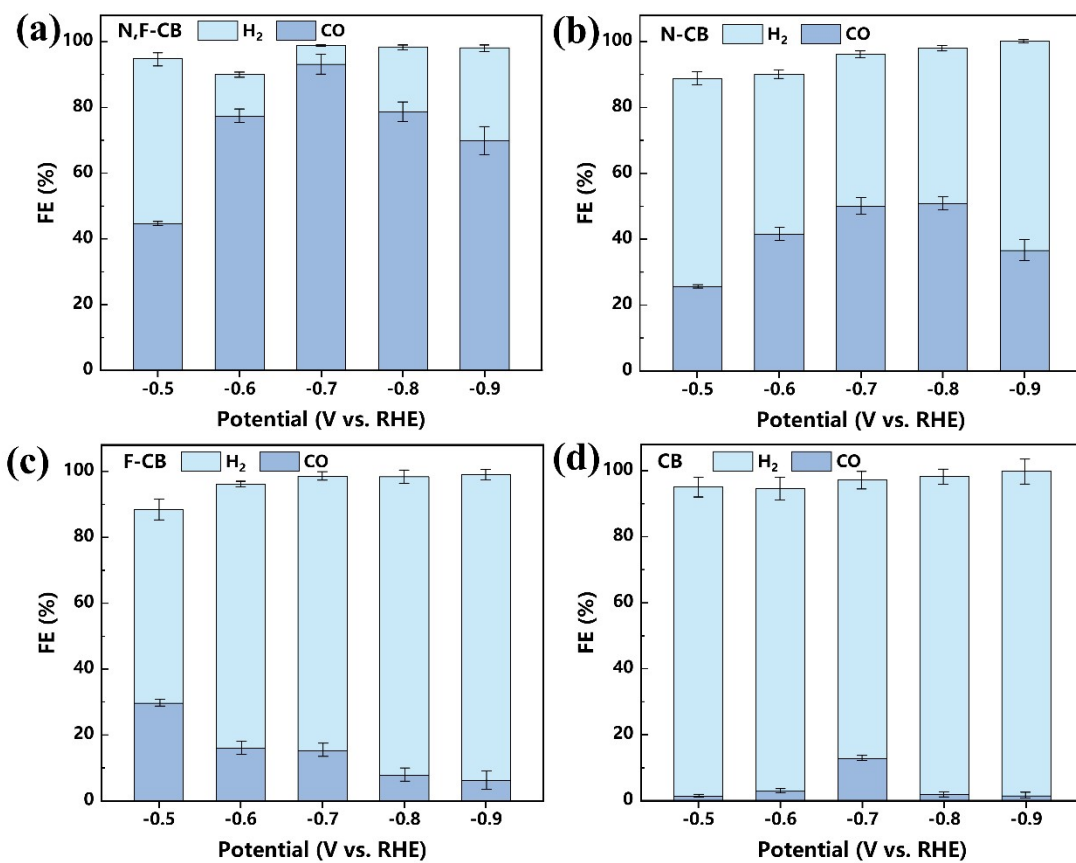 (a)
N,F-CB H₂ CO
100
80
60
40
20
0
FE (%)
-0.5 -0.6 -0.7 -0.8 -0.9
Potential (V vs. RHE)
(b)
N-CB H₂ CO
100
80
60
40
20
0
FE (%)
-0.5 -0.6 -0.7 -0.8 -0.9
Potential (V vs. RHE)
(c)
F-CB H₂ CO
100
80
60
40
20
0
FE (%)
-0.5 -0.6 -0.7 -0.8 -0.9
Potential (V vs. RHE)
(d)
CB H₂ CO
100
80
60
40
20
0
FE (%)
-0.5 -0.6 -0.7 -0.8 -0.9
Potential (V vs. RHE)